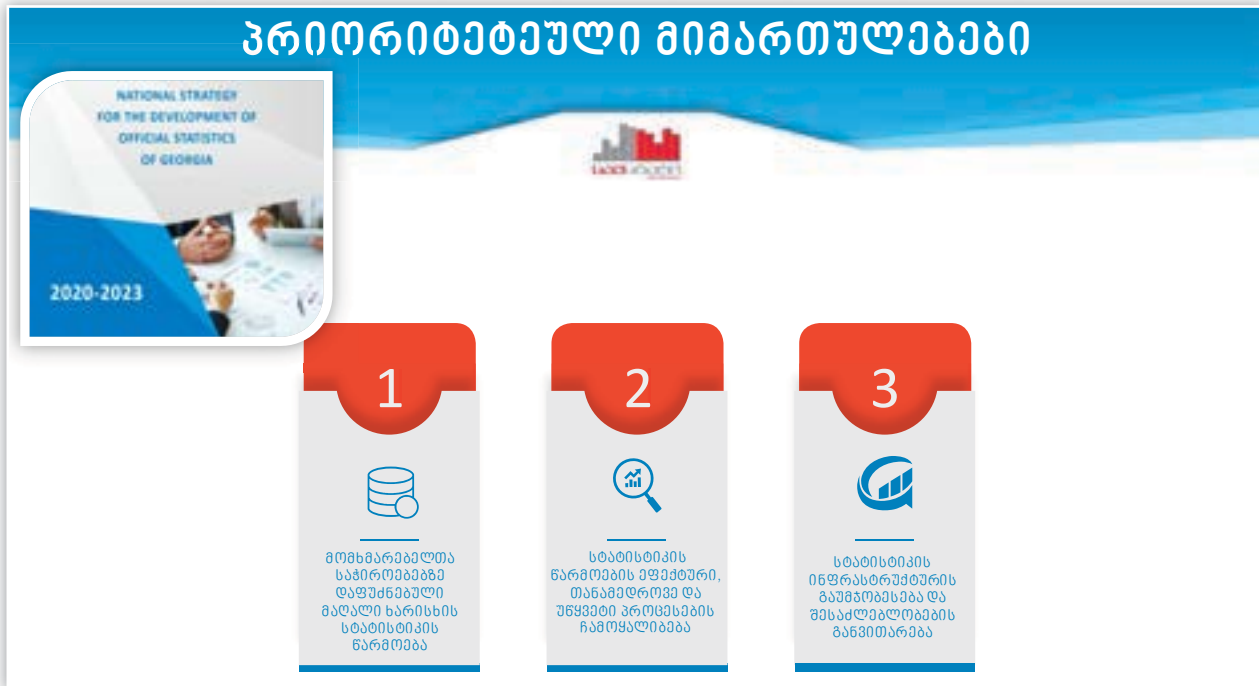 პრიორიტეტეული მიმართულებები
NATIONAL STRATEGY
FOR THE DEVELOPMENT OF
OFFICIAL STATISTICS
OF GEORGIA
2020-2023
1
მომხმარებელთა
საჭიროებებზე
დაფუძნებული
მაღალი ხარისხის
სტატისტიკის
წარმოება
2
სტატისტიკის
წარმოების ეფექტური,
თანამედროვე და
უწყვეტი პროცესების
ჩამოყალიბება
3
სტატისტიკის
ინფრასტრუქტურის
გაუმჯობესება და
შესაძლებლობების
განვითარება